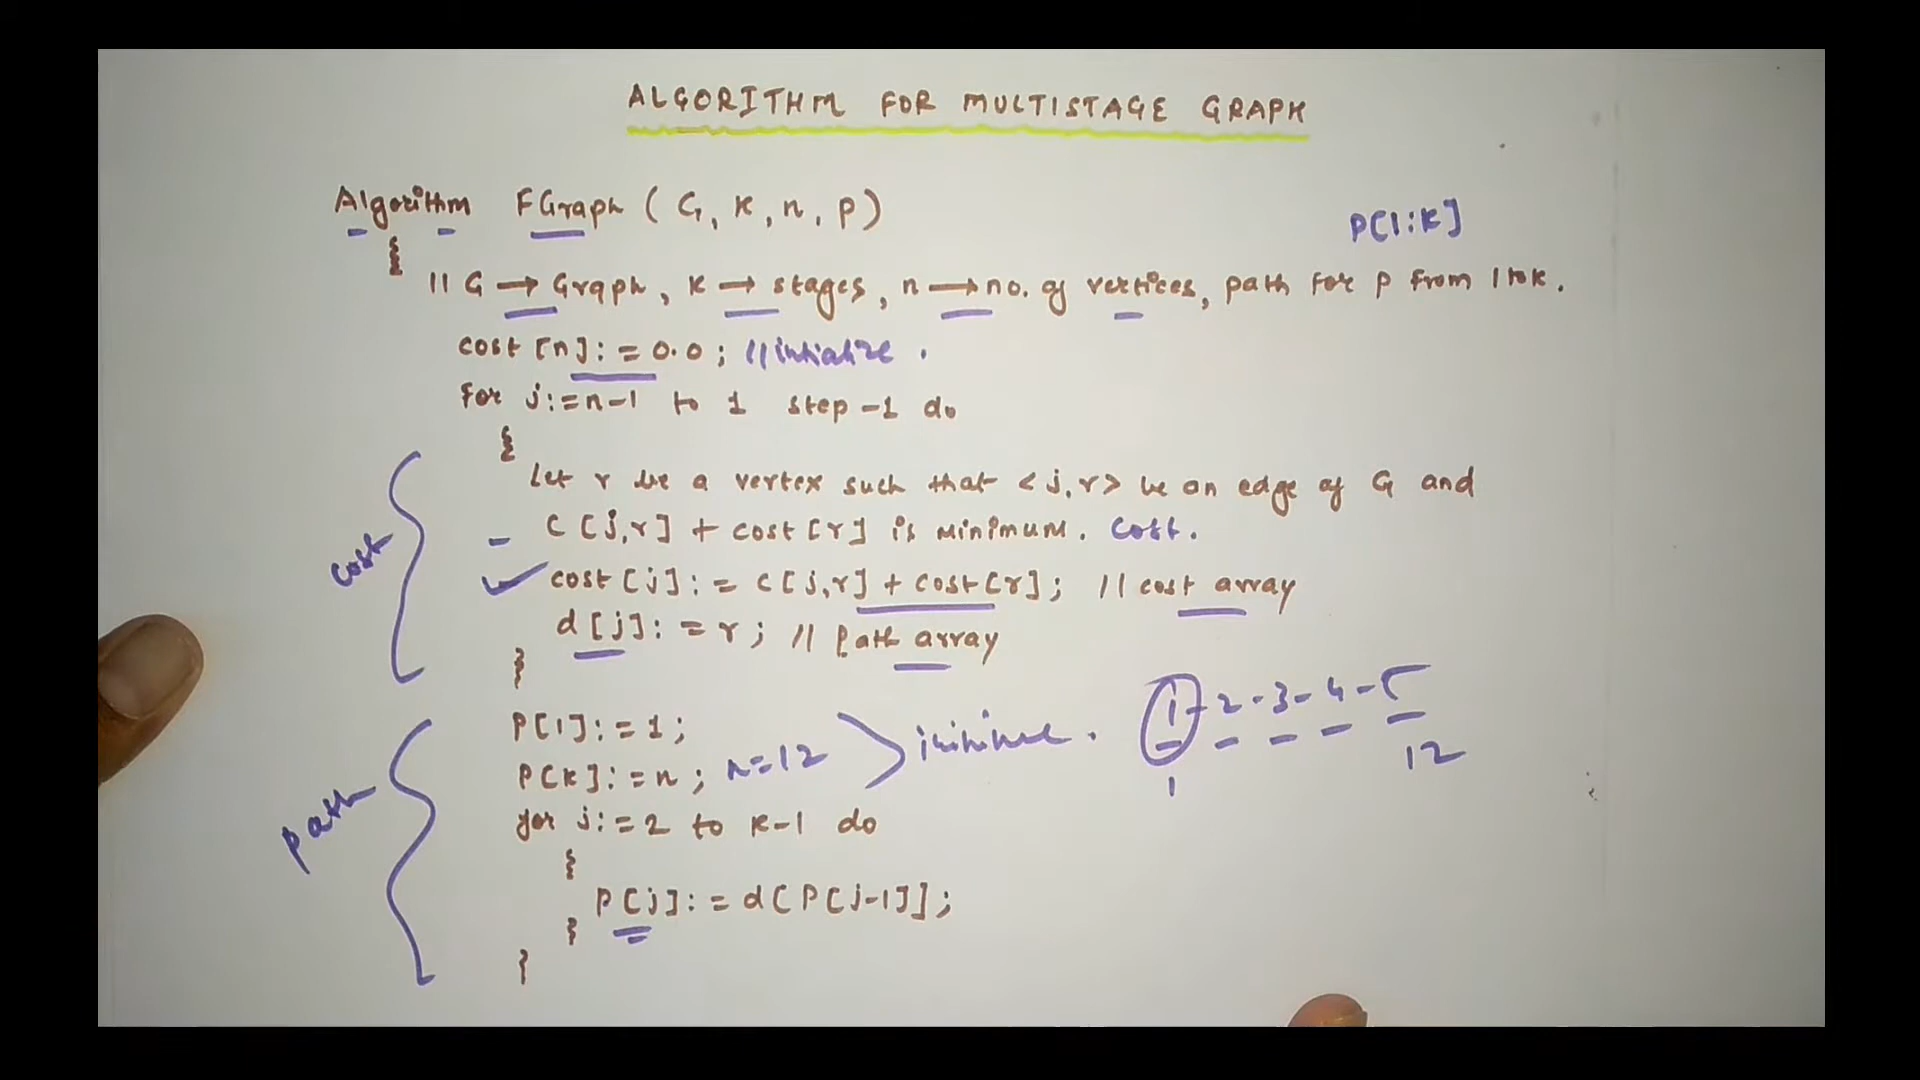 ALGORITHM FOR MULTISTAGE GRAPH
Algorithm FGraph (G, K, n, P)
P[1:K]
{
// G → Graph, K → stages, n → no. of vertices, path for P from 1 to K.
cost [n] := 0.0; // initialize.
for j:=n-1 to 1 step -1 do
{
Let r be a vertex such that <j,r> be an edge of G and
C [j,r] + cost [r] is minimum. cost.
cost
cost [j] := C[j,r] + cost[r]; // cost array
d [j] := r; // path array
}
P[1] := 1;
1-2-3-4-5
P[K] := n; n=12
1 12
path
for j:=2 to K-1 do
{
P[j] := d[P[j-1]];
}
}